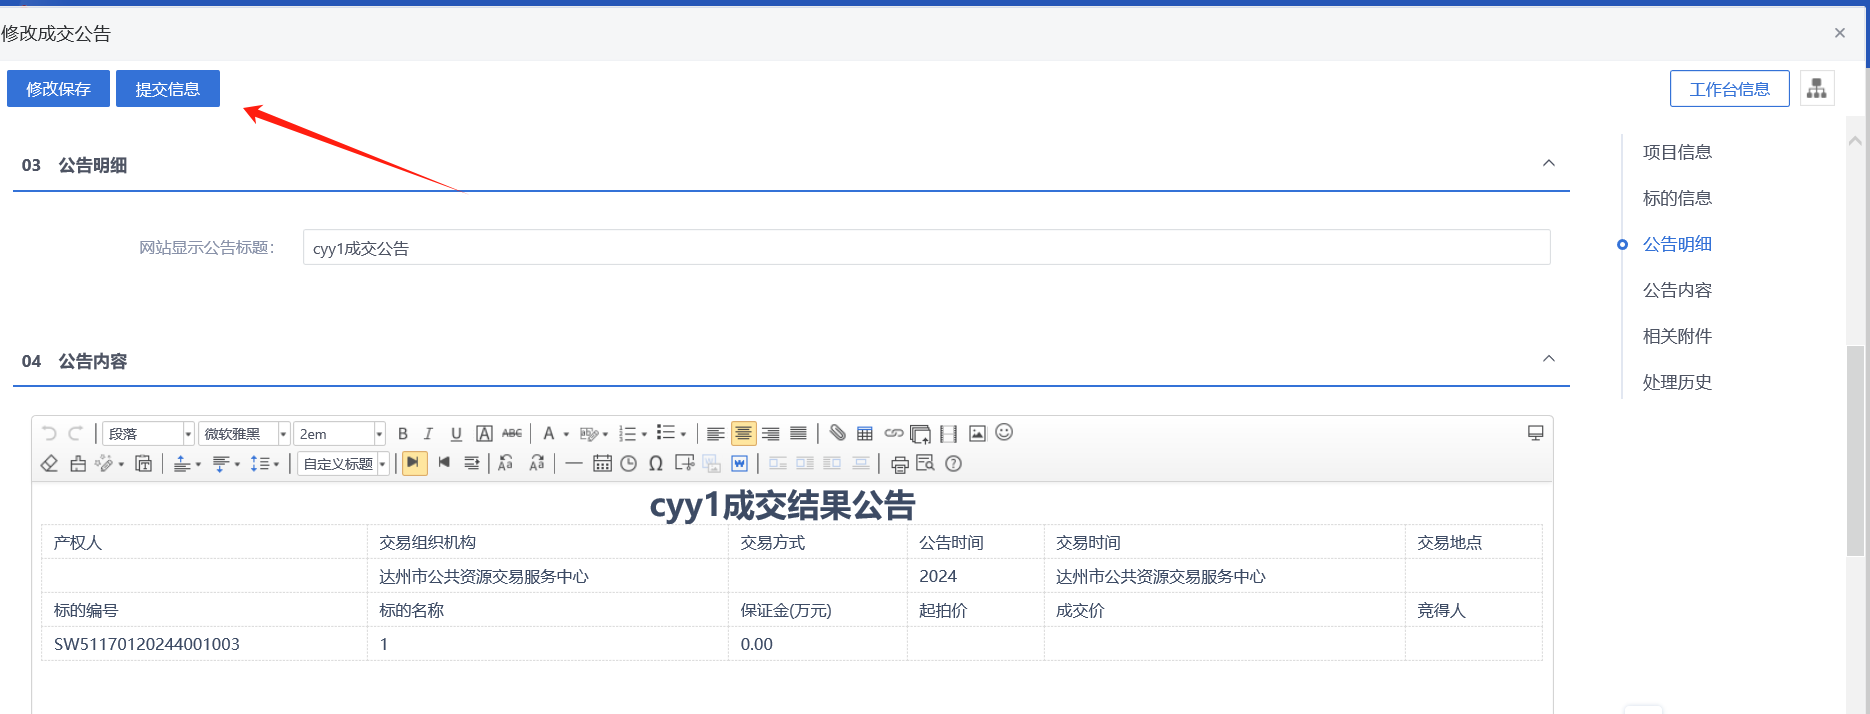 修改成交公告
修改保存 提交信息 工作台信息
03 公告明细
网站显示公告标题: cyy1成交公告
项目信息
标的信息
公告明细
公告内容
相关附件
处理历史
04 公告内容
段落 微软雅黑 2em B I U A ABC A
自定义标题
cyy1成交结果公告
产权人 交易组织机构 交易方式 公告时间 交易时间 交易地点
达州市公共资源交易服务中心 2024 达州市公共资源交易服务中心
标的编号 标的名称 保证金(万元) 起拍价 成交价 竞得人
SW51170120244001003 1 0.00